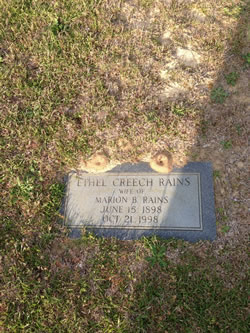 ETHEL CREECH RAINS
WIFE OF
MARION B. RAINS
JUNE 15 1898
OCT 21 1998